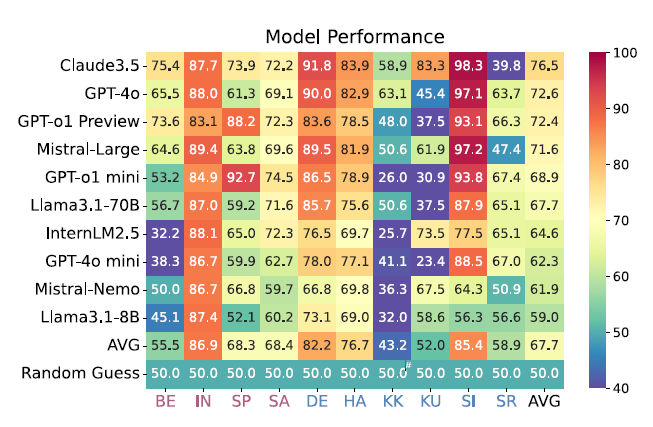 Model Performance
Claude3.5 75.4 87.7 73.9 72.2 91.8 83.9 58.9 83.3 98.3 39.8 76.5
GPT-4o 65.5 88.0 61.3 69.1 90.0 82.9 63.1 45.4 97.1 63.7 72.6
GPT-o1 Preview 73.6 83.1 88.2 72.3 83.6 78.5 48.0 37.5 93.1 66.3 72.4
Mistral-Large 64.6 89.4 63.8 69.6 89.5 81.9 50.6 61.9 97.2 47.4 71.6
GPT-o1 mini 53.2 84.9 92.7 74.5 86.5 78.9 26.0 30.9 93.8 67.4 68.9
Llama3.1-70B 56.7 87.0 59.2 71.6 85.7 75.6 50.6 37.5 87.9 65.1 67.7
InternLM2.5 32.2 88.1 65.0 72.3 76.5 69.7 25.7 73.5 77.5 65.1 64.6
GPT-4o mini 38.3 86.7 59.9 62.7 78.0 77.1 41.1 23.4 88.5 67.0 62.3
Mistral-Nemo 50.0 86.7 66.8 59.7 66.8 69.8 36.3 67.5 64.3 50.9 61.9
Llama3.1-8B 45.1 87.4 52.1 60.2 73.1 69.0 32.0 58.6 56.3 56.6 59.0
AVG 55.5 86.9 68.3 68.4 82.2 76.7 43.2 52.0 85.4 58.9 67.7
Random Guess 50.0 50.0 50.0 50.0 50.0 50.0 50.0# 50.0 50.0 50.0 50.0
BE IN SP SA DE HA KK KU SI SR AVG
100
90
80
70
60
50
40